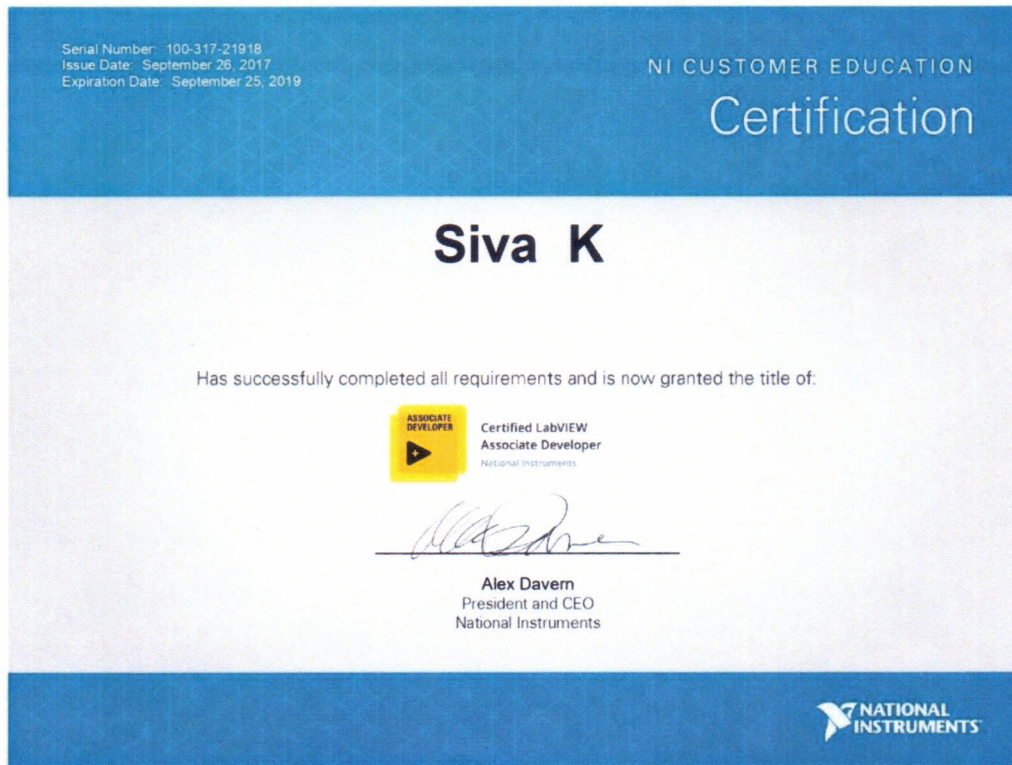 Serial Number: 100-317-21918
Issue Date: September 26, 2017
Expiration Date: September 25, 2019
NI CUSTOMER EDUCATION
Certification
Siva K
Has successfully completed all requirements and is now granted the title of:
ASSOCIATE
DEVELOPER
Certified LabVIEW
Associate Developer
National Instruments
Alex Davern
President and CEO
National Instruments
NATIONAL
INSTRUMENTS